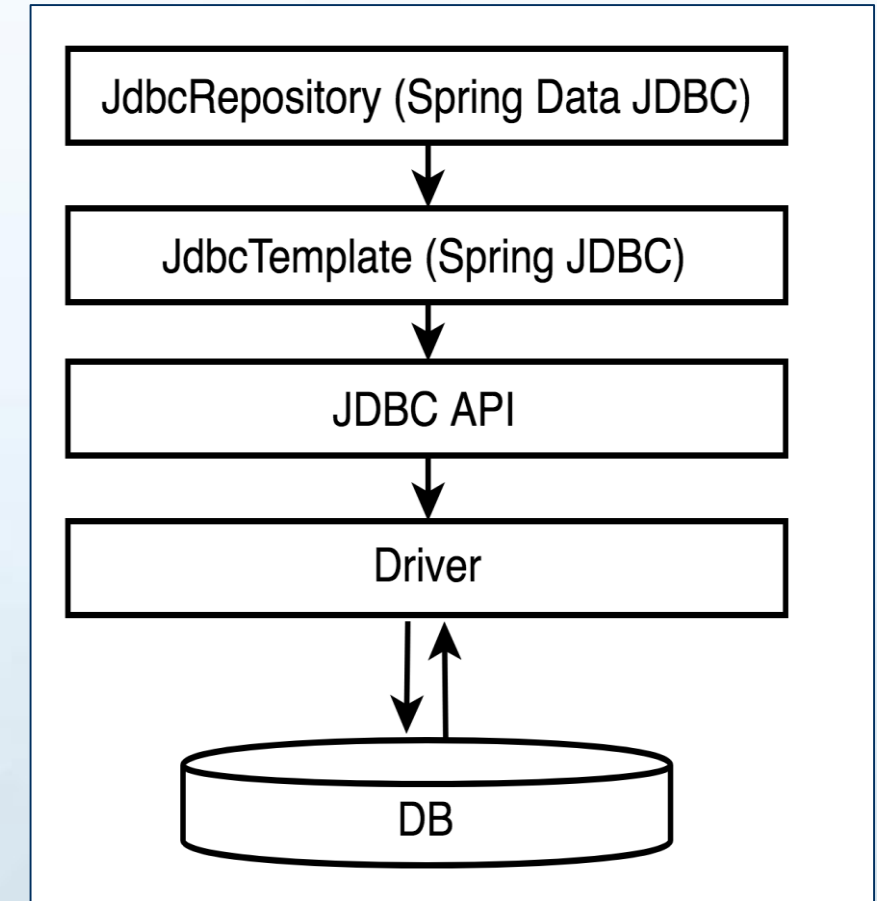 JdbcRepository (Spring Data JDBC)
JdbcTemplate (Spring JDBC)
JDBC API
Driver
DB